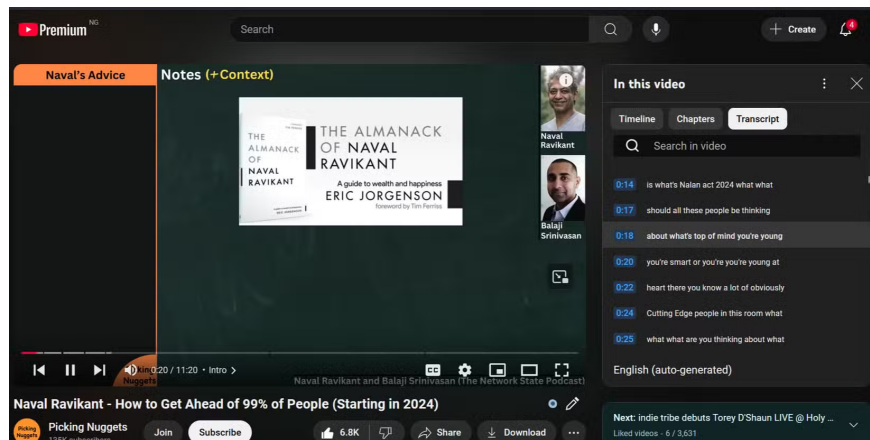 Premium NG
Search
Create
4
Naval's Advice
Notes (+Context)
THE
ALMANACK
OF
NAVAL
RAVIKANT
THE ALMANACK
OF NAVAL
RAVIKANT
A guide to wealth and happiness
ERIC JORGENSON
foreword by Tim Ferriss
Naval
Ravikant
Balaji
Srinivasan
0:20 / 11:20 • Intro
CC
Picking
Nuggets
Naval Ravikant and Balaji Srinivasan (The Network State Podcast)
Naval Ravikant - How to Get Ahead of 99% of People (Starting in 2024)
Picking
Nuggets
Picking Nuggets
135K subscribers
Join
Subscribe
6.8K
Share
Download
In this video
Timeline
Chapters
Transcript
Search in video
0:14 is what's Nalan act 2024 what what
0:17 should all these people be thinking
0:18 about what's top of mind you're young
0:20 you're smart or you're you're young at
0:22 heart there you know a lot of obviously
0:24 Cutting Edge people in this room what
0:25 what what are you thinking about what
English (auto-generated)
Next: indie tribe debuts Torey D'Shaun LIVE @ Holy ...
Liked videos - 6 / 3,631